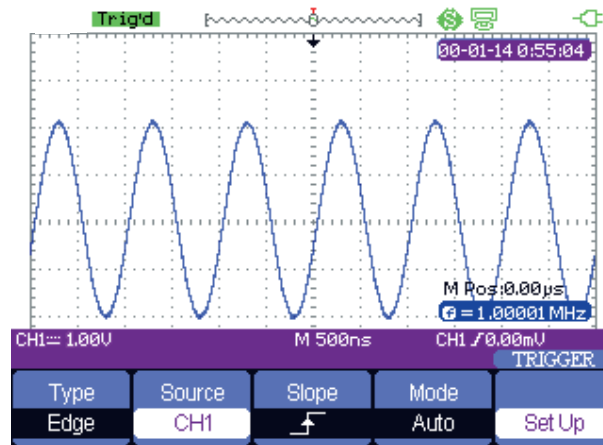 Trig'd T S
00-01-14 0:55:04
M Pos:0.00µs
f = 1.00001 MHz
CH1 1.00V M 500ns CH1 0.00mV
TRIGGER
Type Source Slope Mode
Edge CH1 Auto Set Up